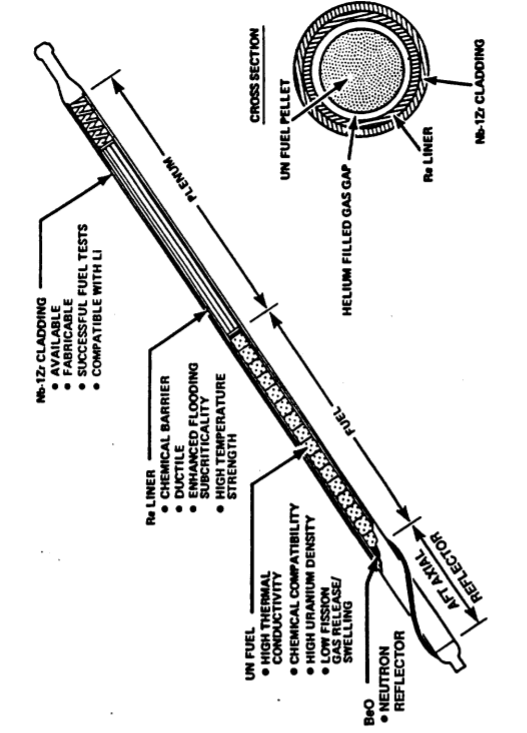 Nb-1Zr CLADDING
• AVAILABLE
• FABRICABLE
• SUCCESSFUL FUEL TESTS
• COMPATIBLE WITH Li
Re LINER
• CHEMICAL BARRIER
• DUCTILE
• ENHANCED FLOODING
SUBCRITICALITY
• HIGH TEMPERATURE
STRENGTH
UN FUEL
• HIGH THERMAL
CONDUCTIVITY
• CHEMICAL COMPATIBILITY
• HIGH URANIUM DENSITY
• LOW FISSION
GAS RELEASE/
SWELLING
BeO
• NEUTRON
REFLECTOR
PLENUM
FUEL
AFT AXIAL
REFLECTOR
CROSS SECTION
UN FUEL PELLET
HELIUM FILLED GAS GAP
Re LINER
Nb-1Zr CLADDING